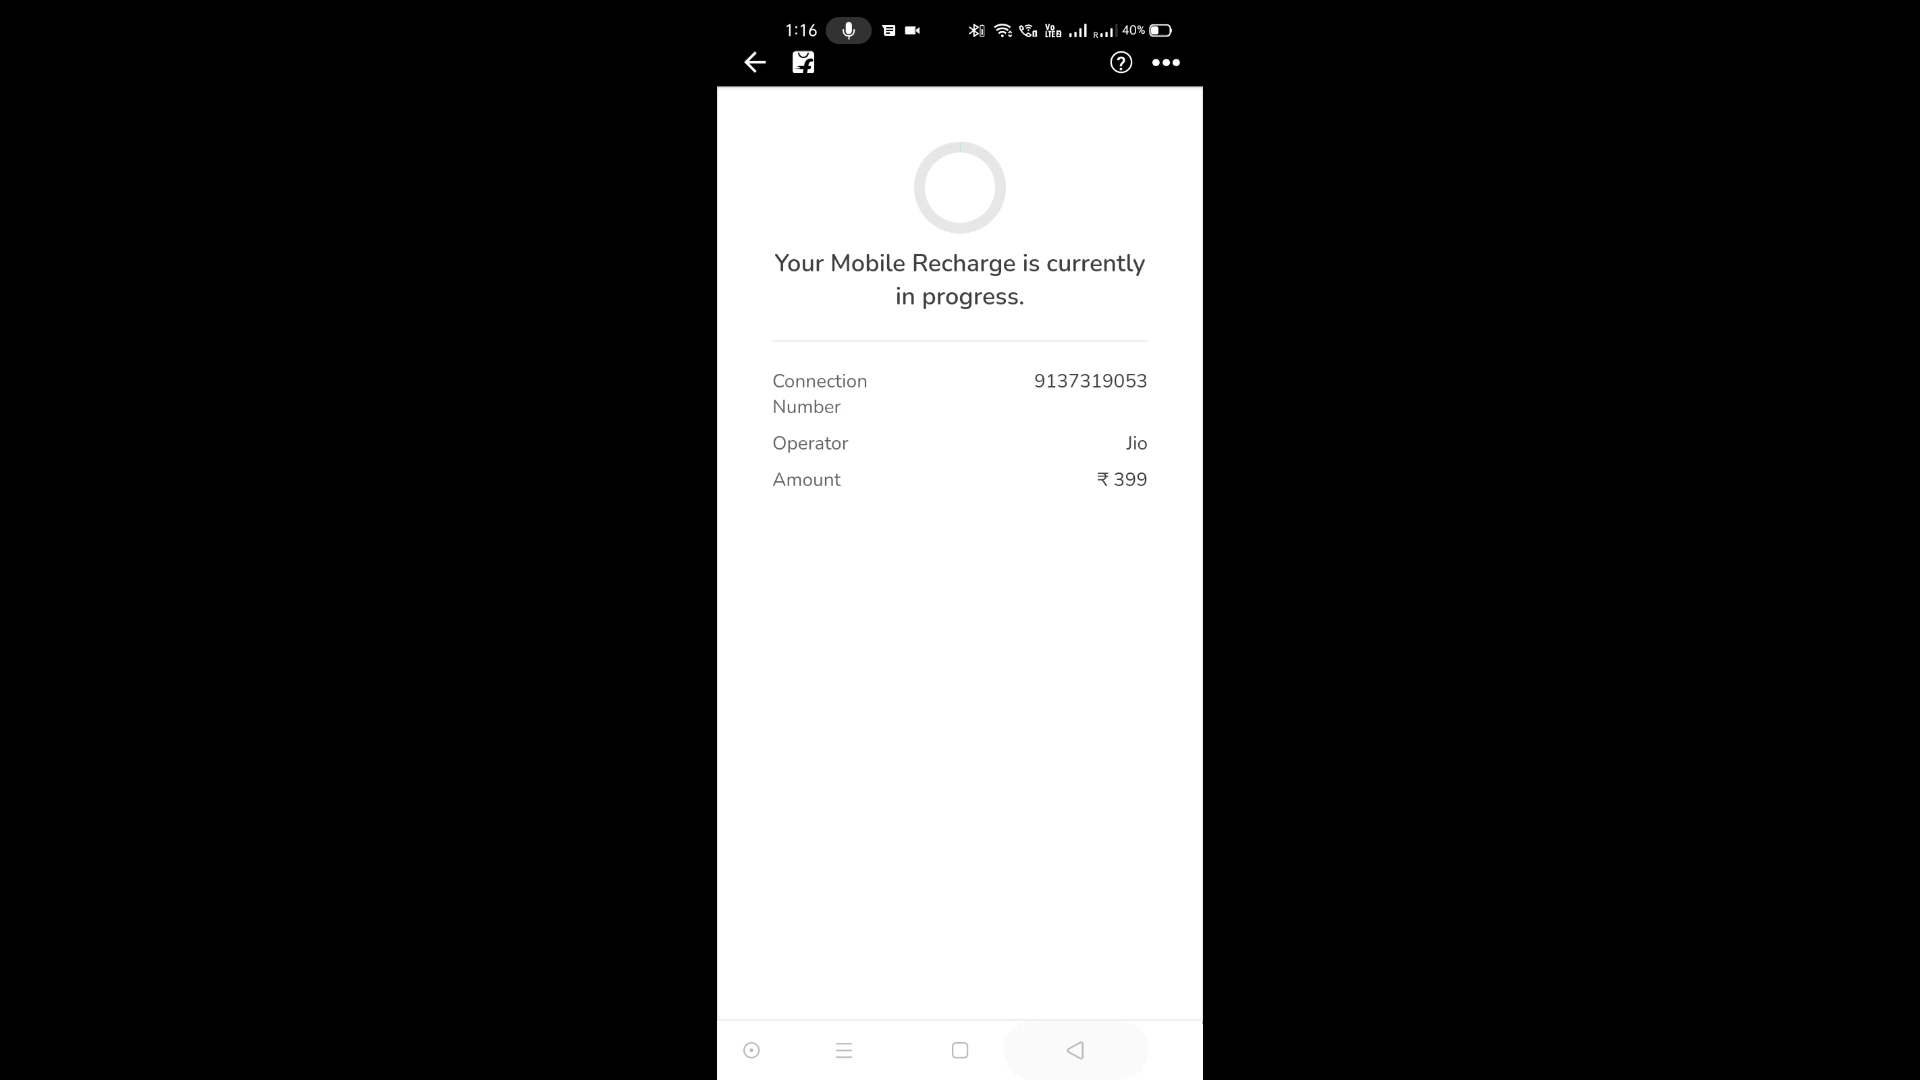 1:16 40%
Your Mobile Recharge is currently
in progress.
Connection 9137319053
Number
Operator Jio
Amount ₹ 399